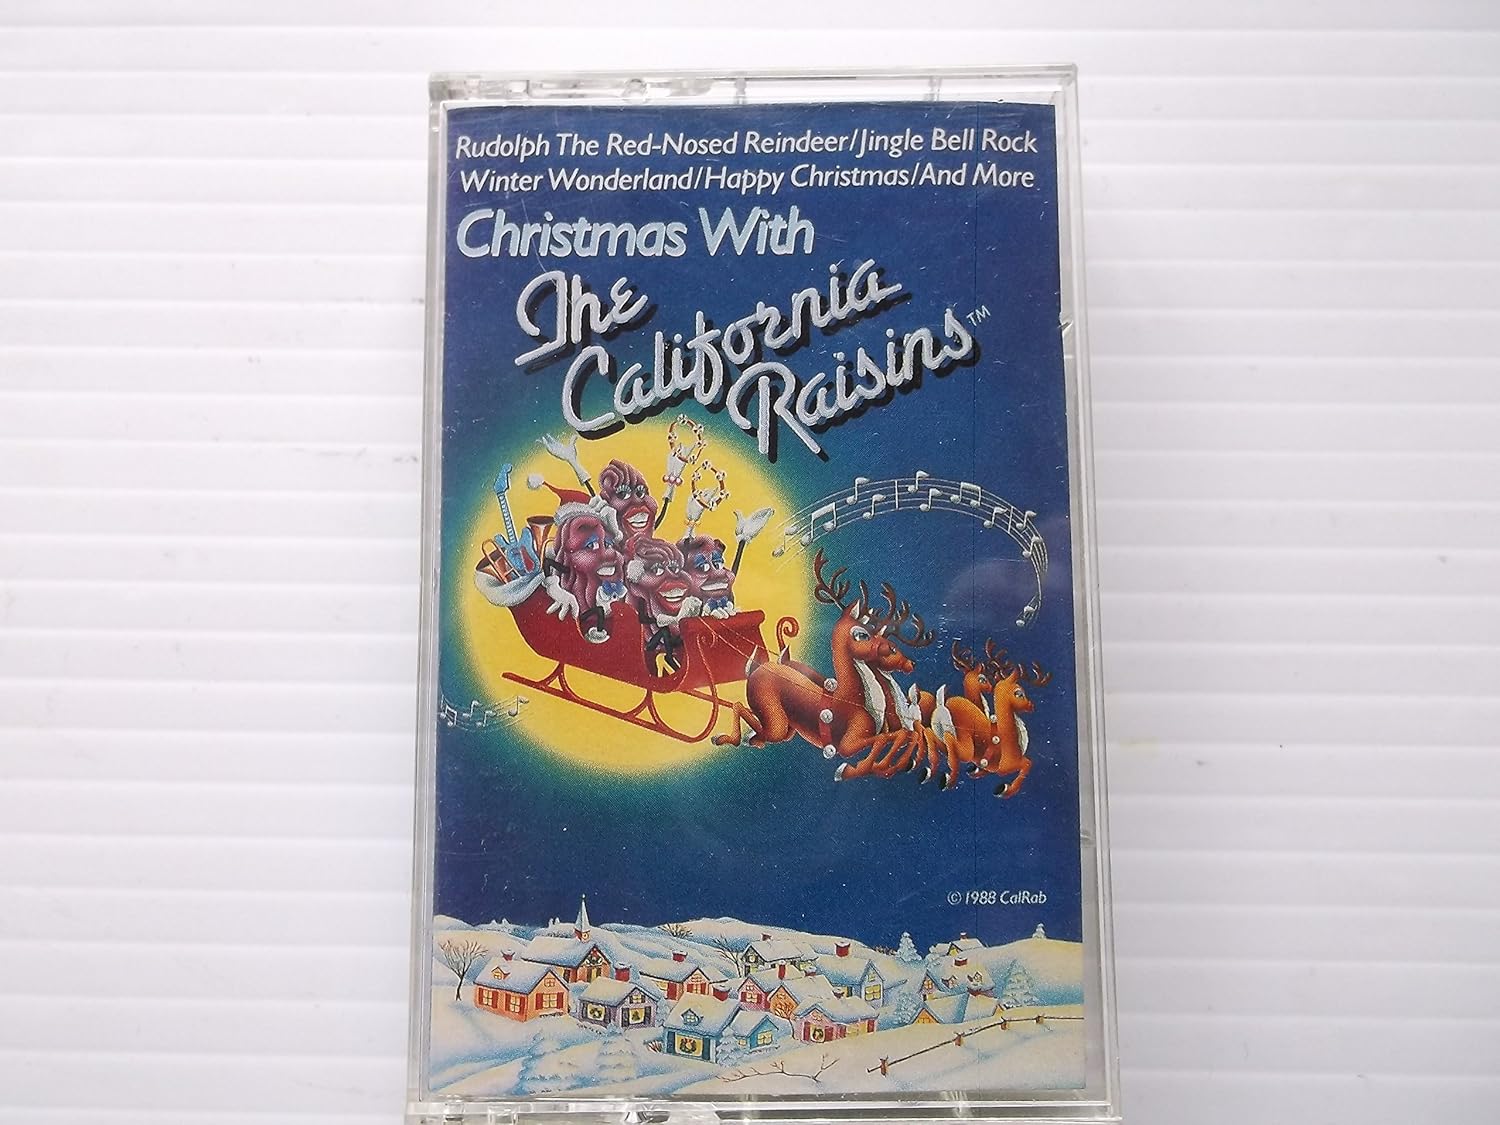 Rudolph The Red-Nosed Reindeer/Jingle Bell Rock
Winter Wonderland/Happy Christmas/And More
Christmas With
The
California
Raisins™
© 1988 CalRab